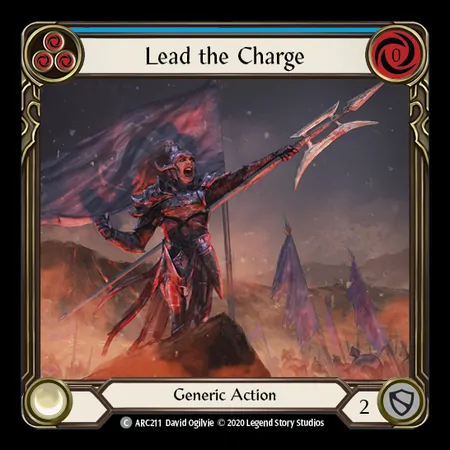 Lead the Charge
0
Generic Action
2
C ARC211 David Ogilvie © 2020 Legend Story Studios